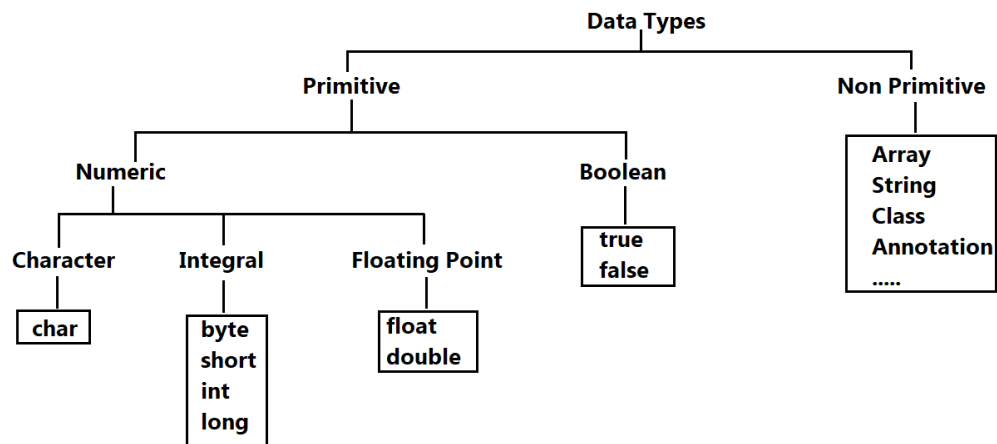 Data Types
Primitive
Non Primitive
Numeric
Boolean
Array
String
Class
Annotation
.....
true
false
Character
Integral
Floating Point
char
byte
short
int
long
float
double